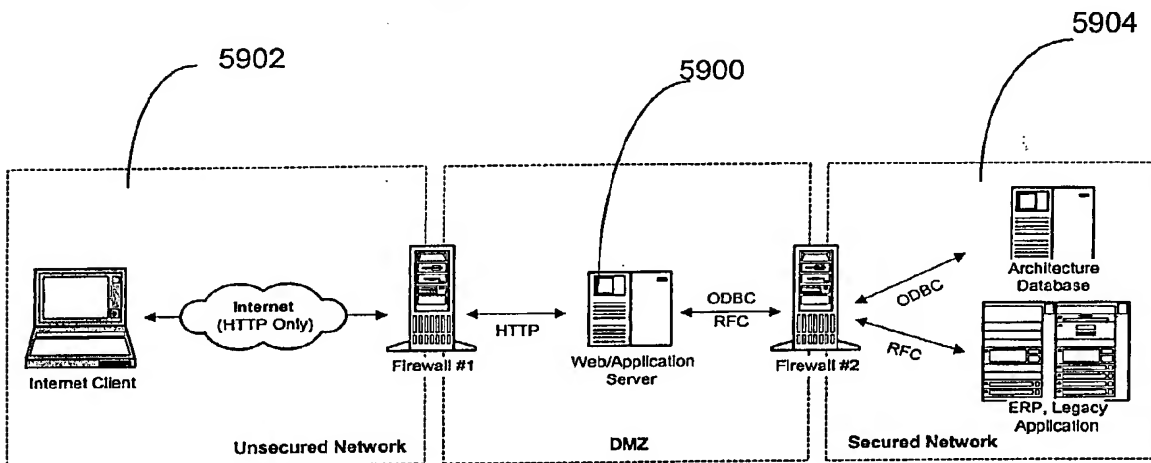 5902
5900
5904
Internet
(HTTP Only)
Internet Client
Firewall #1
HTTP
Web/Application
Server
ODBC
RFC
Firewall #2
ODBC
RFC
Architecture
Database
ERP, Legacy
Application
Unsecured Network
DMZ
Secured Network